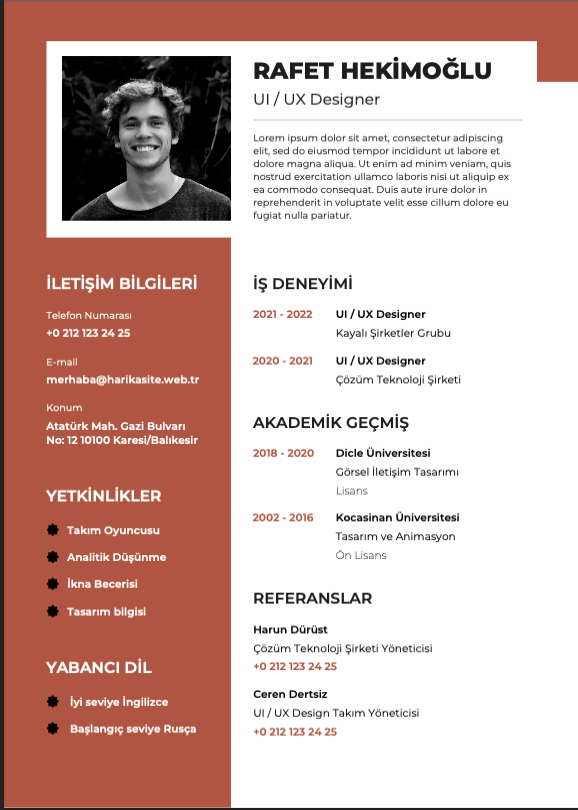 RAFET HEKİMOĞLU
UI / UX Designer
Lorem ipsum dolor sit amet, consectetur adipiscing
elit, sed do eiusmod tempor incididunt ut labore et
dolore magna aliqua. Ut enim ad minim veniam, quis
nostrud exercitation ullamco laboris nisi ut aliquip ex
ea commodo consequat. Duis aute irure dolor in
reprehenderit in voluptate velit esse cillum dolore eu
fugiat nulla pariatur.
İLETİŞİM BİLGİLERİ
Telefon Numarası
+0 212 123 24 25
E-mail
merhaba@harikasite.web.tr
Konum
Atatürk Mah. Gazi Bulvarı
No: 12 10100 Karesi/Balıkesir
YETKİNLİKLER
Takım Oyuncusu
Analitik Düşünme
İkna Becerisi
Tasarım bilgisi
YABANCI DİL
İyi seviye İngilizce
Başlangıç seviye Rusça
İŞ DENEYİMİ
2021 - 2022 UI / UX Designer
Kayalı Şirketler Grubu
2020 - 2021 UI / UX Designer
Çözüm Teknoloji Şirketi
AKADEMİK GEÇMİŞ
2018 - 2020 Dicle Üniversitesi
Görsel İletişim Tasarımı
Lisans
2002 - 2016 Kocasinan Üniversitesi
Tasarım ve Animasyon
Ön Lisans
REFERANSLAR
Harun Dürüst
Çözüm Teknoloji Şirketi Yöneticisi
+0 212 123 24 25
Ceren Dertsiz
UI / UX Design Takım Yöneticisi
+0 212 123 24 25